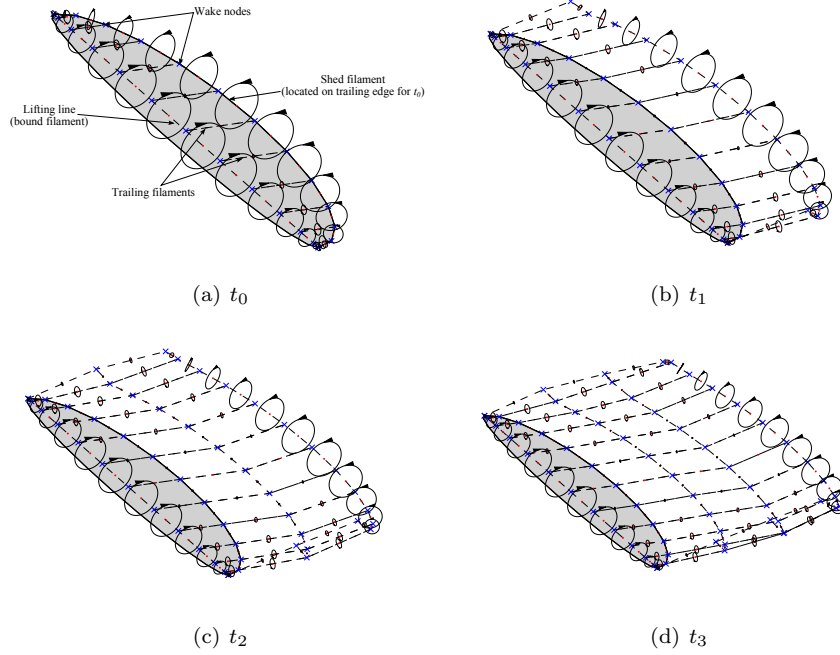 Wake nodes
Shed filament
(located on trailing edge for t₀)
Lifting line
(bound filament)
Trailing filaments
(a) t₀
(b) t₁
(c) t₂
(d) t₃